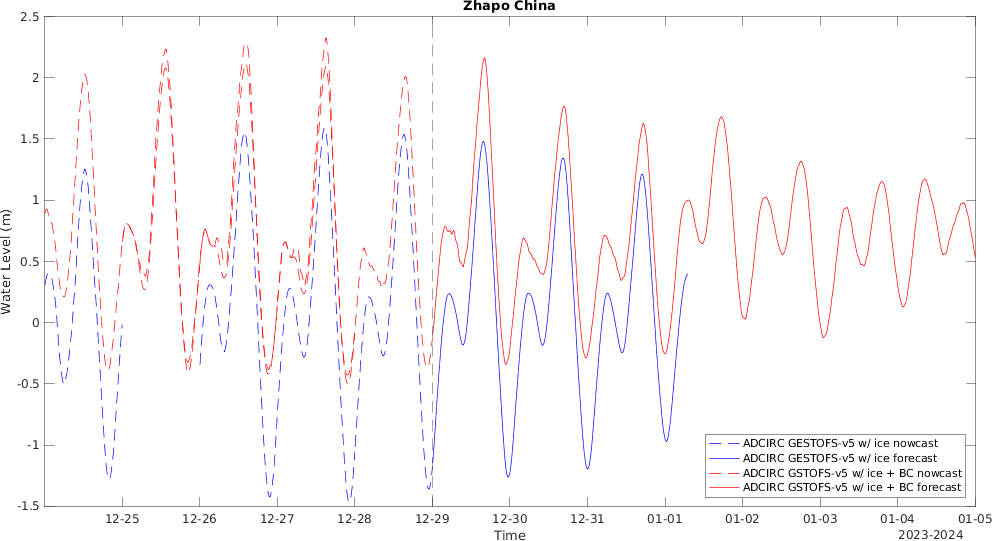 Zhapo China
Water Level (m)
2.5
2
1.5
1
0.5
0
-0.5
-1
-1.5
12-25 12-26 12-27 12-28 12-29 12-30 12-31 01-01 01-02 01-03 01-04 01-05
Time
2023-2024
ADCIRC GESTOFS-v5 w/ ice nowcast
ADCIRC GESTOFS-v5 w/ ice forecast
ADCIRC GSTOFS-v5 w/ ice + BC nowcast
ADCIRC GSTOFS-v5 w/ ice + BC forecast